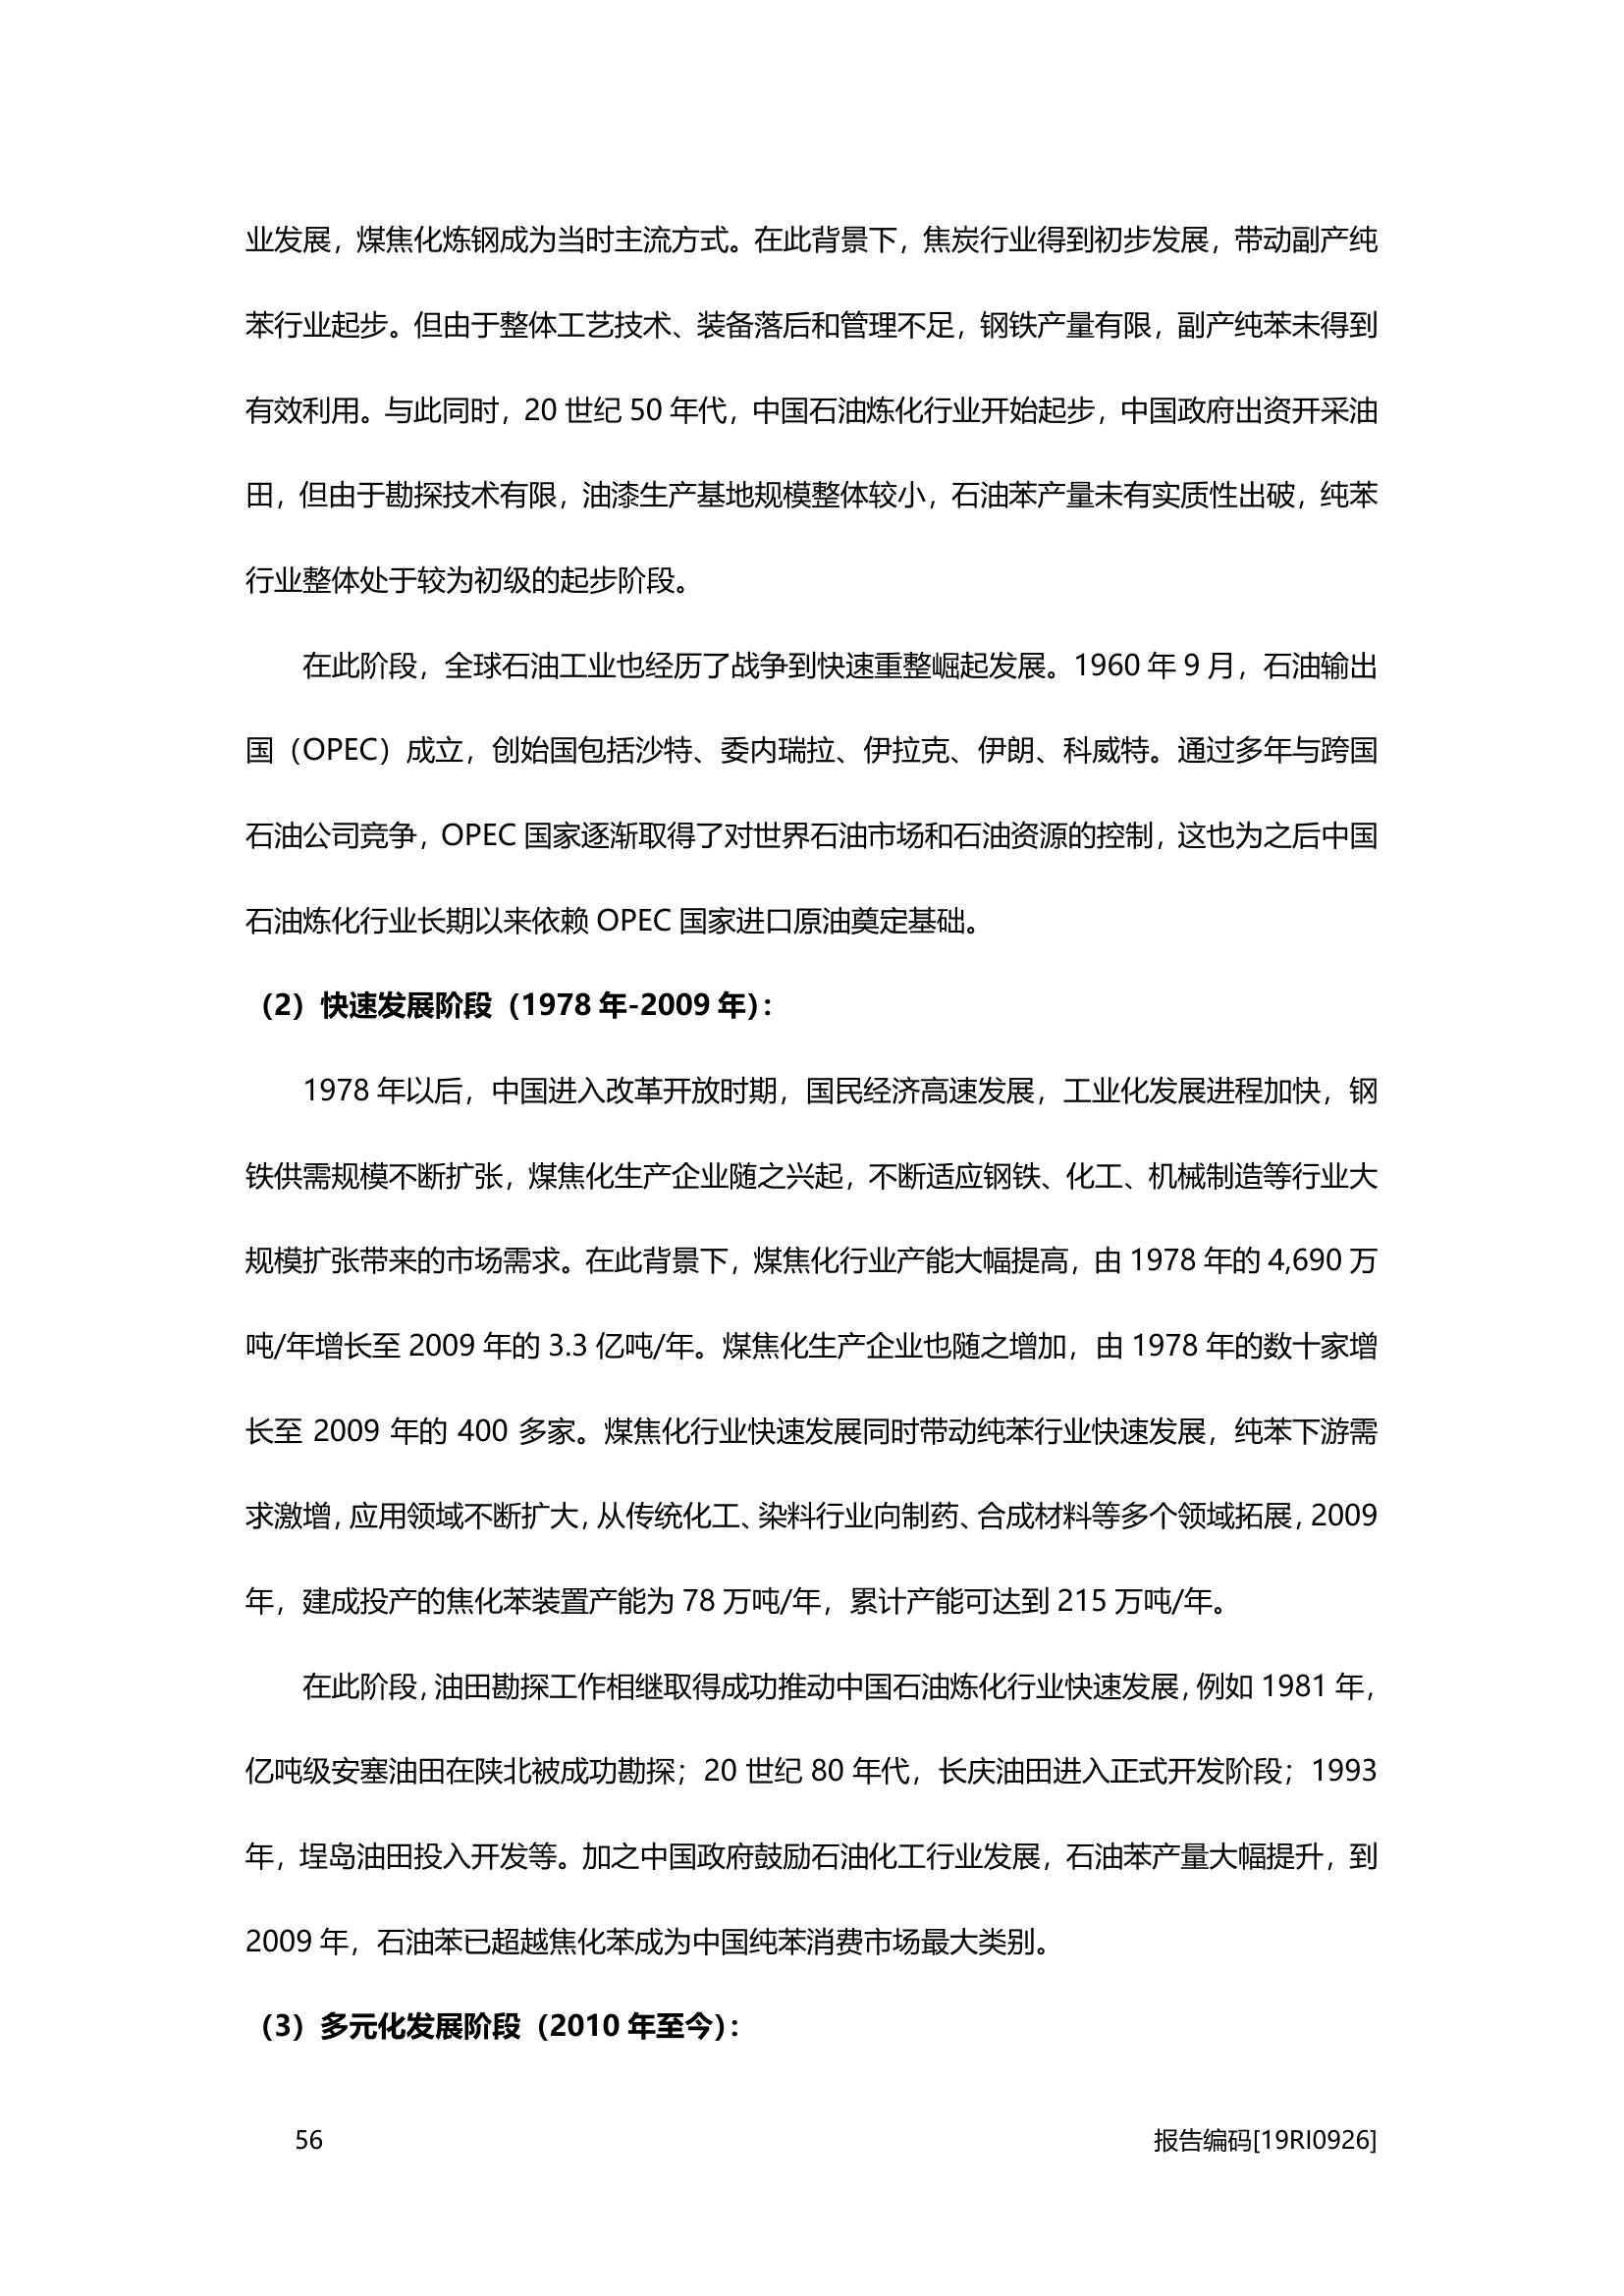 业发展，煤焦化炼钢成为当时主流方式。在此背景下，焦炭行业得到初步发展，带动副产纯
苯行业起步。但由于整体工艺技术、装备落后和管理不足，钢铁产量有限，副产纯苯未得到
有效利用。与此同时，20 世纪 50 年代，中国石油炼化行业开始起步，中国政府出资开采油
田，但由于勘探技术有限，油漆生产基地规模整体较小，石油苯产量未有实质性出破，纯苯
行业整体处于较为初级的起步阶段。
在此阶段，全球石油工业也经历了战争到快速重整崛起发展。1960 年 9 月，石油输出
国（OPEC）成立，创始国包括沙特、委内瑞拉、伊拉克、伊朗、科威特。通过多年与跨国
石油公司竞争，OPEC 国家逐渐取得了对世界石油市场和石油资源的控制，这也为之后中国
石油炼化行业长期以来依赖 OPEC 国家进口原油奠定基础。
（2）快速发展阶段（1978 年-2009 年）：
1978 年以后，中国进入改革开放时期，国民经济高速发展，工业化发展进程加快，钢
铁供需规模不断扩张，煤焦化生产企业随之兴起，不断适应钢铁、化工、机械制造等行业大
规模扩张带来的市场需求。在此背景下，煤焦化行业产能大幅提高，由 1978 年的 4,690 万
吨/年增长至 2009 年的 3.3 亿吨/年。煤焦化生产企业也随之增加，由 1978 年的数十家增
长至 2009 年的 400 多家。煤焦化行业快速发展同时带动纯苯行业快速发展，纯苯下游需
求激增，应用领域不断扩大，从传统化工、染料行业向制药、合成材料等多个领域拓展，2009
年，建成投产的焦化苯装置产能为 78 万吨/年，累计产能可达到 215 万吨/年。
在此阶段，油田勘探工作相继取得成功推动中国石油炼化行业快速发展，例如 1981 年，
亿吨级安塞油田在陕北被成功勘探；20 世纪 80 年代，长庆油田进入正式开发阶段；1993
年，埕岛油田投入开发等。加之中国政府鼓励石油化工行业发展，石油苯产量大幅提升，到
2009 年，石油苯已超越焦化苯成为中国纯苯消费市场最大类别。
（3）多元化发展阶段（2010 年至今）：
56 报告编码[19RI0926]